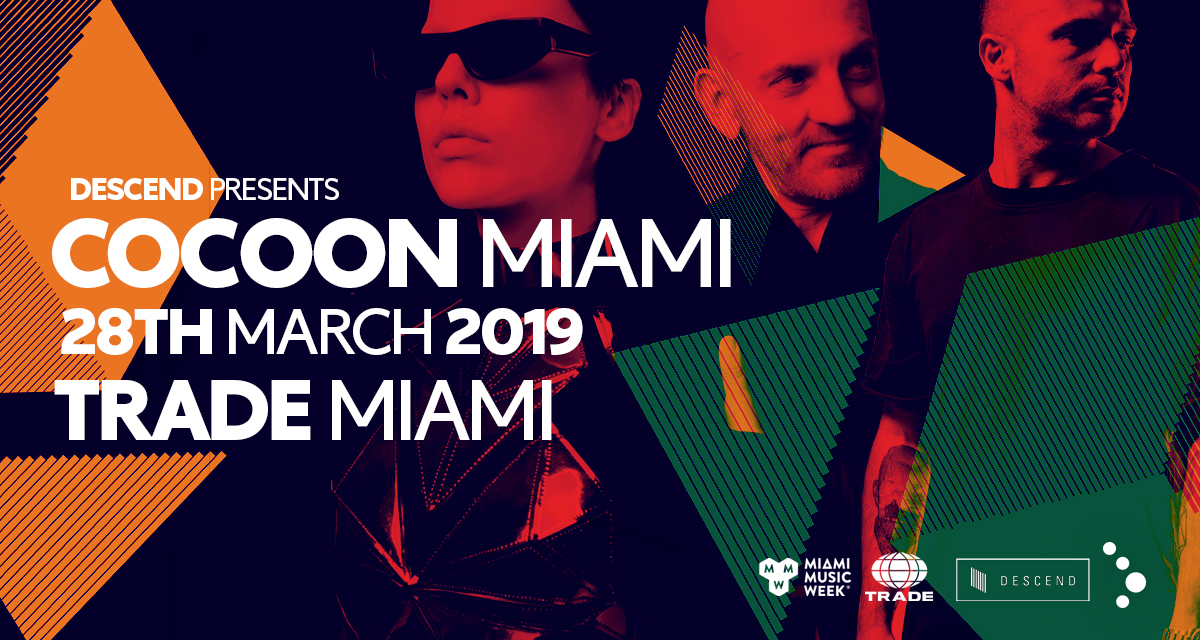 DESCEND PRESENTS
COCOON MIAMI
28TH MARCH 2019
TRADE MIAMI
M M
W
MIAMI
MUSIC
WEEK®
TRADE
DESCEND